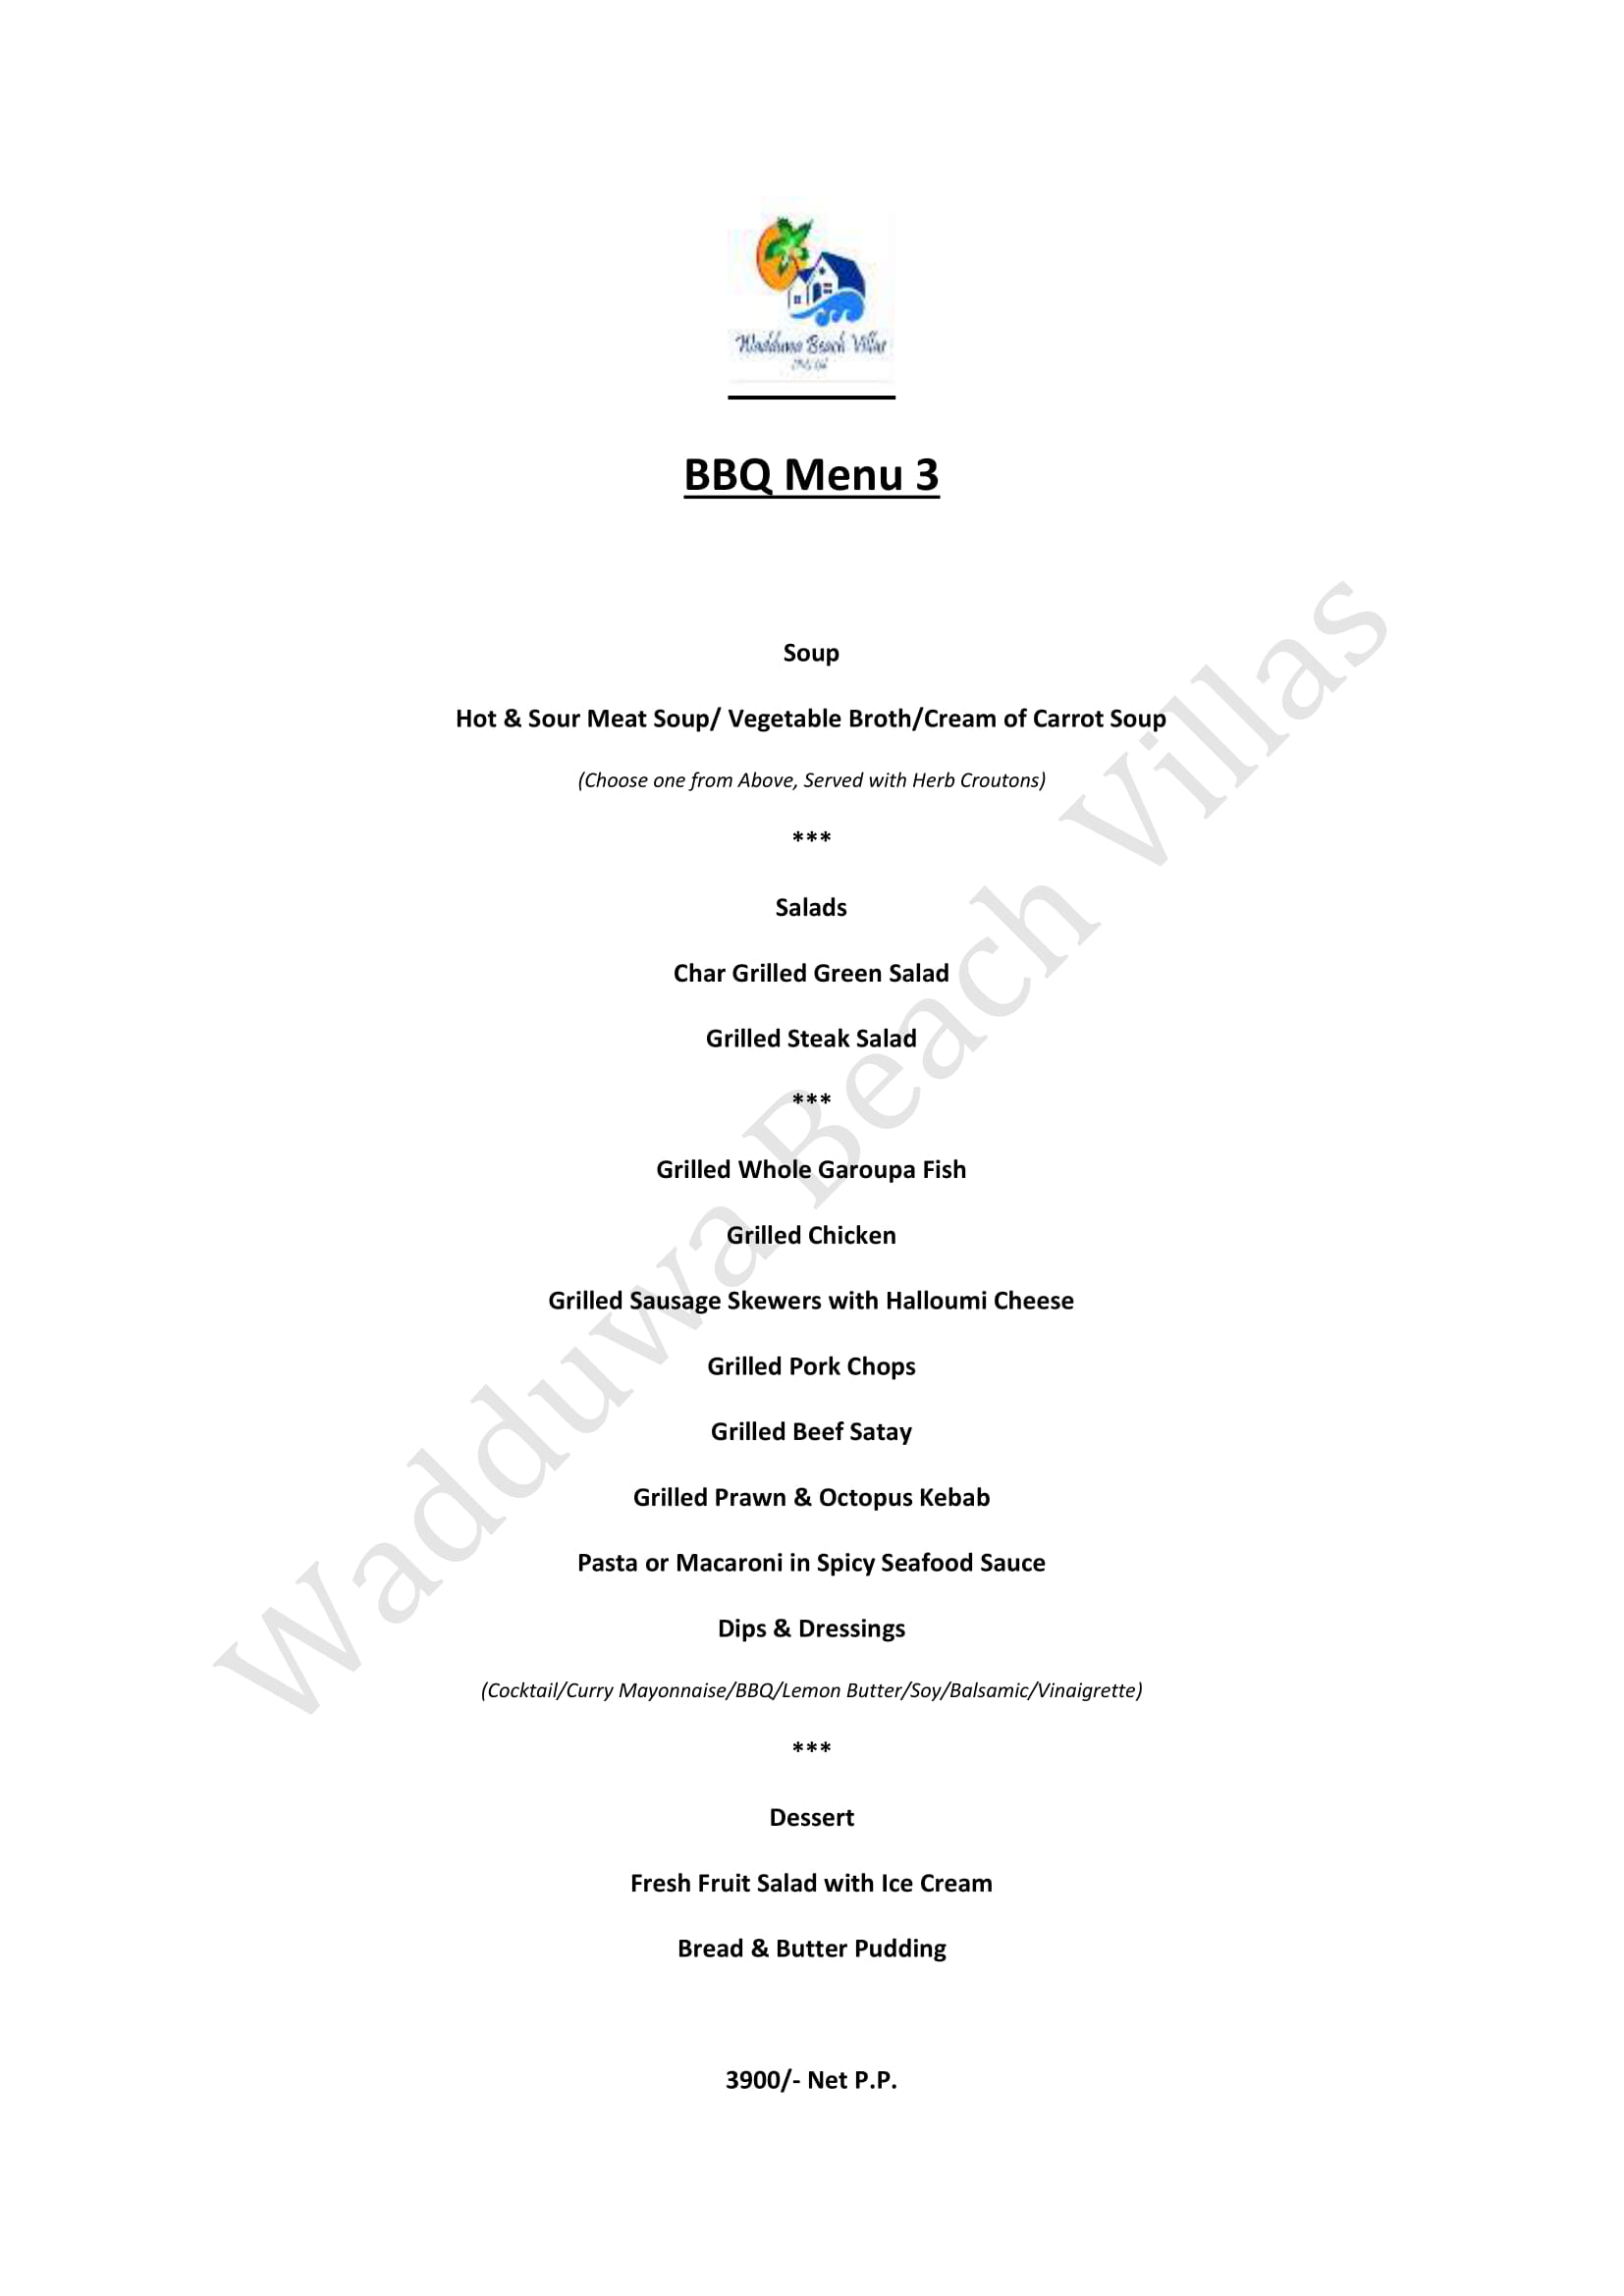 Wadduwa Beach Villas
BBQ Menu 3
Soup
Hot & Sour Meat Soup/ Vegetable Broth/Cream of Carrot Soup
(Choose one from Above, Served with Herb Croutons)
***
Salads
Char Grilled Green Salad
Grilled Steak Salad
***
Grilled Whole Garoupa Fish
Grilled Chicken
Grilled Sausage Skewers with Halloumi Cheese
Grilled Pork Chops
Grilled Beef Satay
Grilled Prawn & Octopus Kebab
Pasta or Macaroni in Spicy Seafood Sauce
Dips & Dressings
(Cocktail/Curry Mayonnaise/BBQ/Lemon Butter/Soy/Balsamic/Vinaigrette)
***
Dessert
Fresh Fruit Salad with Ice Cream
Bread & Butter Pudding
3900/- Net P.P.
Wadduwa Beach Villas